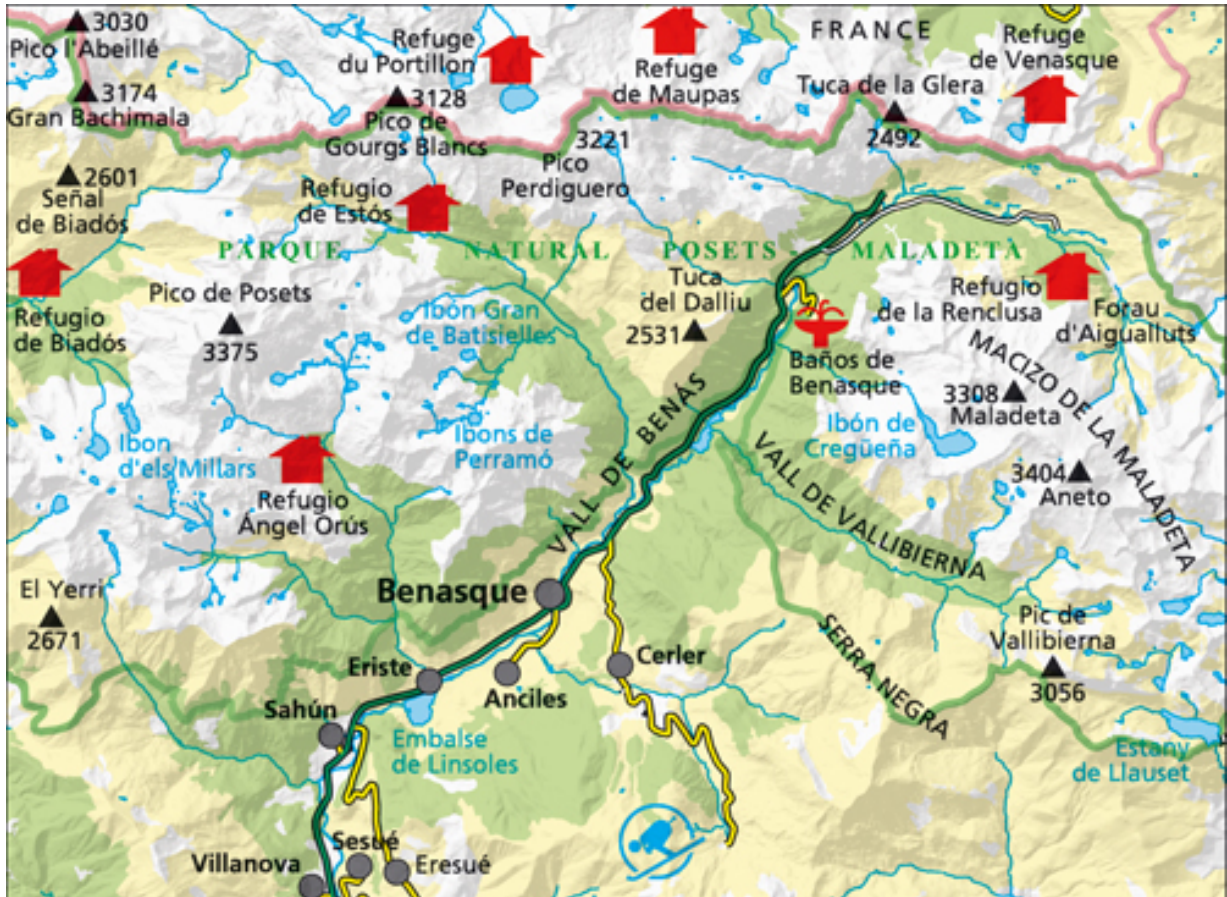 3030
Pico l'Abeillé
Refuge
du Portillon
FRANCE
Refuge
de Maupas
Refuge
de Venasque
Tuca de la Glera
2492
3174
Gran Bachimala
3128
Pico de
Gourgs Blancs
3221
Pico
Perdiguero
2601
Señal
de Biadós
Refugio
de Estós
PARQUE NATURAL POSETS - MALADETA
Refugio
de Biadós
Pico de Posets
3375
Ibón Gran
de Batisielles
Tuca
del Dalliu
2531
Baños de
Benasque
Refugio
de la Renclusa
Forau
d'Aigualluts
MACIZO DE LA MALADETA
3308
Maladeta
3404
Aneto
Ibón de
Cregüeña
Ibon
d'els Millars
Ibons de
Perramó
Refugio
Ángel Orús
VALL DE BENÁS
VALL DE VALLIBIERNA
El Yerri
2671
Benasque
Pic de
Vallibierna
3056
SERRA NEGRA
Eriste
Anciles
Cerler
Sahún
Embalse
de Linsoles
Estany
de Llauset
Sesué
Villanova
Eresué